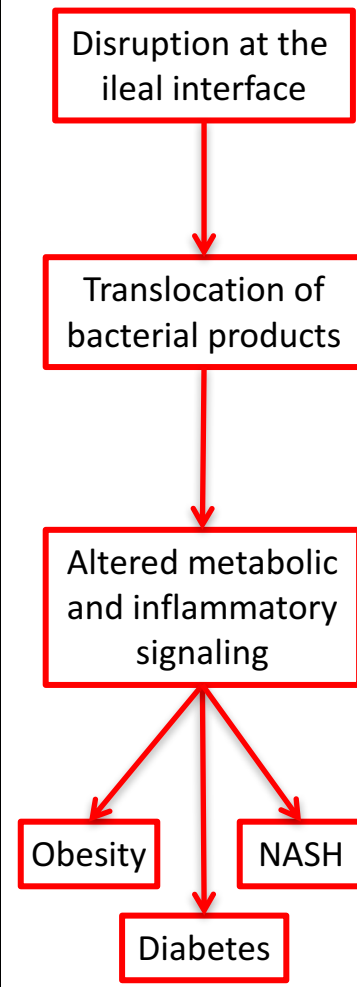 Disruption at the
ileal interface
Translocation of
bacterial products
Altered metabolic
and inflammatory
signaling
Obesity
NASH
Diabetes